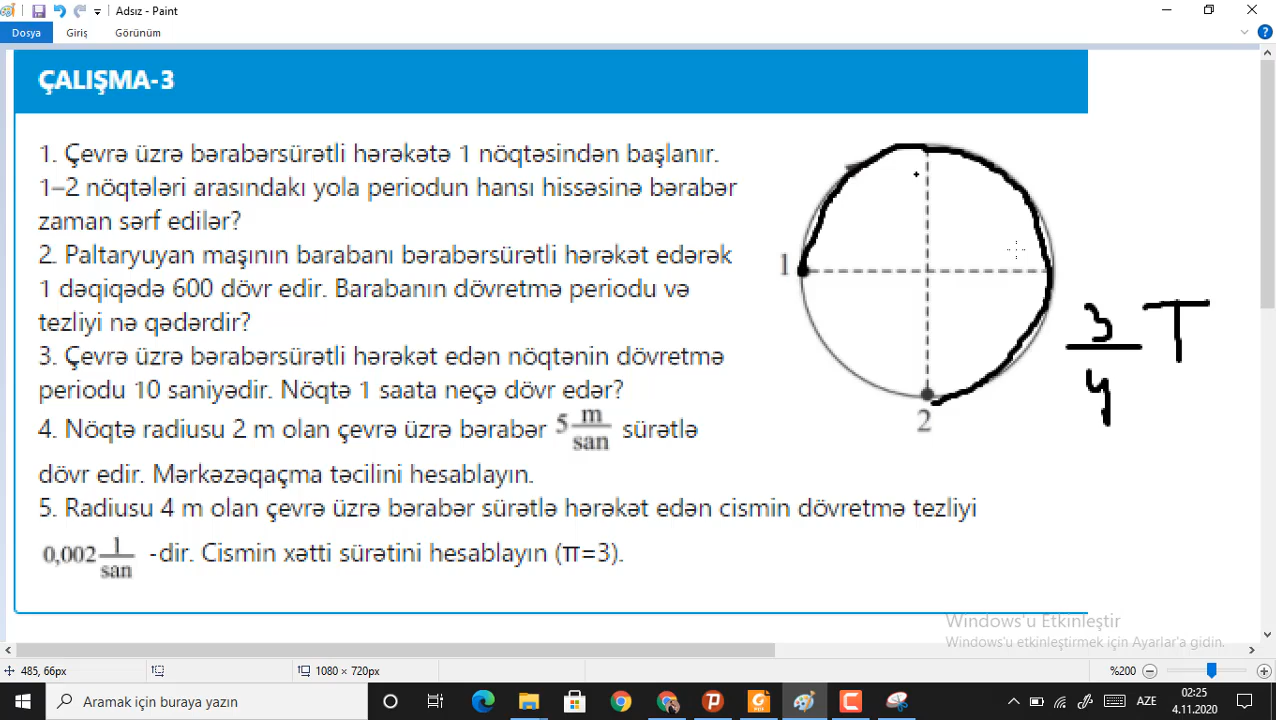 Adsız - Paint
Dosya Giriş Görünüm
ÇALIŞMA-3
1. Çevrə üzrə bərabərsürətli hərəkətə 1 nöqtəsindən başlanır.
1–2 nöqtələri arasındakı yola periodun hansı hissəsinə bərabər
zaman sərf edilər?
2. Paltaryuyan maşının barabanı bərabərsürətli hərəkət edərək
1 dəqiqədə 600 dövr edir. Barabanın dövretmə periodu və
tezliyi nə qədərdir?
3. Çevrə üzrə bərabərsürətli hərəkət edən nöqtənin dövretmə
periodu 10 saniyədir. Nöqtə 1 saata neçə dövr edər?
4. Nöqtə radiusu 2 m olan çevrə üzrə bərabər 5 m/san sürətlə
dövr edir. Mərkəzəqaçma təcilini hesablayın.
5. Radiusu 4 m olan çevrə üzrə bərabər sürətlə hərəkət edən cismin dövretmə tezliyi
0,002 1/san -dir. Cismin xətti sürətini hesablayın (π=3).
1
2
3/4 T
Windows'u Etkinleştir
Windows'u etkinleştirmek için Ayarlar'a gidin.
485, 66px 1080 × 720px %200
Aramak için buraya yazın AZE 02:25
4.11.2020